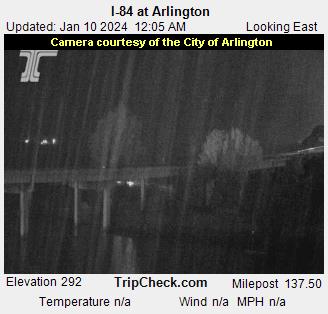 I-84 at Arlington
Updated: Jan 10 2024 12:05 AM Looking East
Camera courtesy of the City of Arlington
Elevation 292 TripCheck.com Milepost 137.50
Temperature n/a Wind n/a MPH n/a